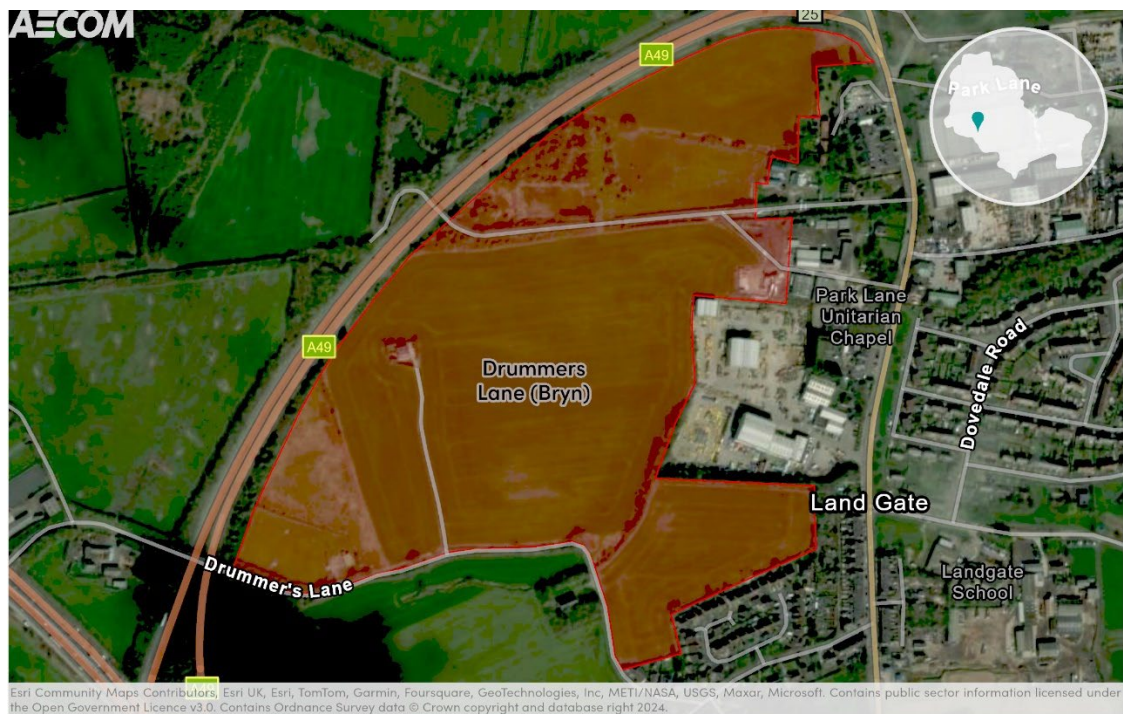 AECOM
25
A49
Park Lane
Park Lane
Unitarian
Chapel
A49
Drummers
Lane (Bryn)
Dovedale Road
Land Gate
Drummer's Lane
Landgate
School
Esri Community Maps Contributors, Esri UK, Esri, TomTom, Garmin, Foursquare, GeoTechnologies, Inc, METI/NASA, USGS, Maxar, Microsoft. Contains public sector information licensed under
the Open Government Licence v3.0. Contains Ordnance Survey data © Crown copyright and database right 2024.